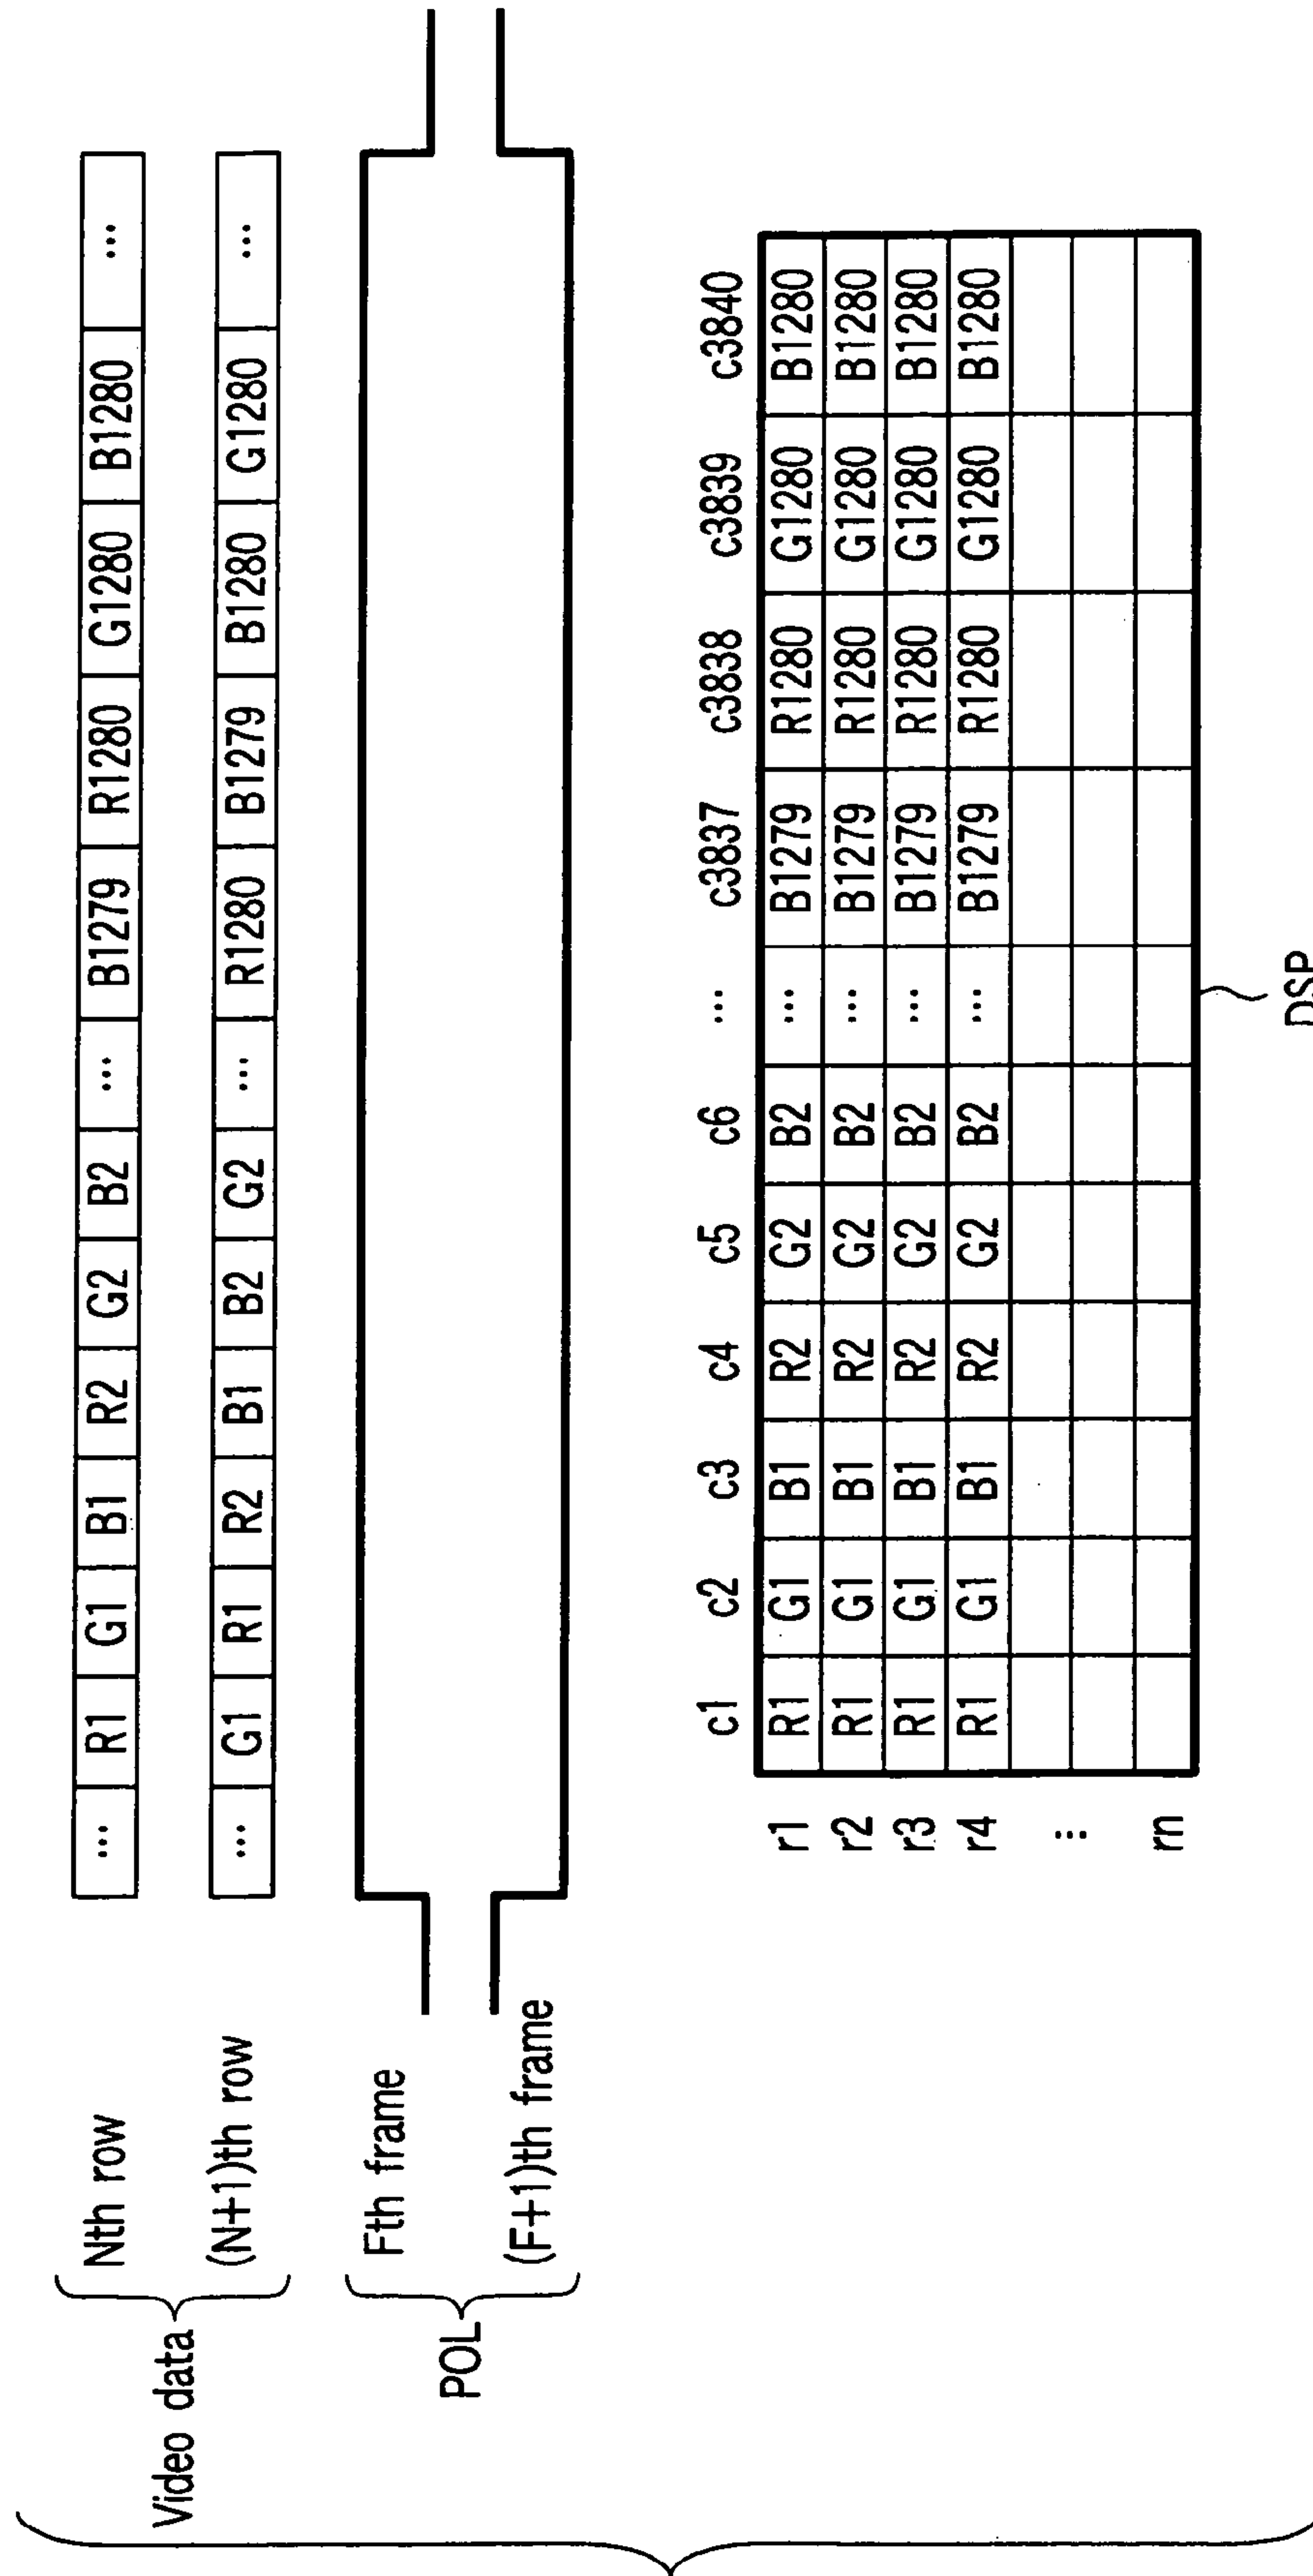 Video data
Nth row
... R1 G1 B1 R2 G2 B2 ... B1279 R1280 G1280 B1280 ...
(N+1)th row
... G1 R1 R2 B1 B2 G2 ... R1280 B1279 B1280 G1280 ...
POL
Fth frame
(F+1)th frame
c1 c2 c3 c4 c5 c6 ... c3837 c3838 c3839 c3840
r1 R1 G1 B1 R2 G2 B2 ... B1279 R1280 G1280 B1280
r2 R1 G1 B1 R2 G2 B2 ... B1279 R1280 G1280 B1280
r3 R1 G1 B1 R2 G2 B2 ... B1279 R1280 G1280 B1280
r4 R1 G1 B1 R2 G2 B2 ... B1279 R1280 G1280 B1280
⋮
rn
DSP